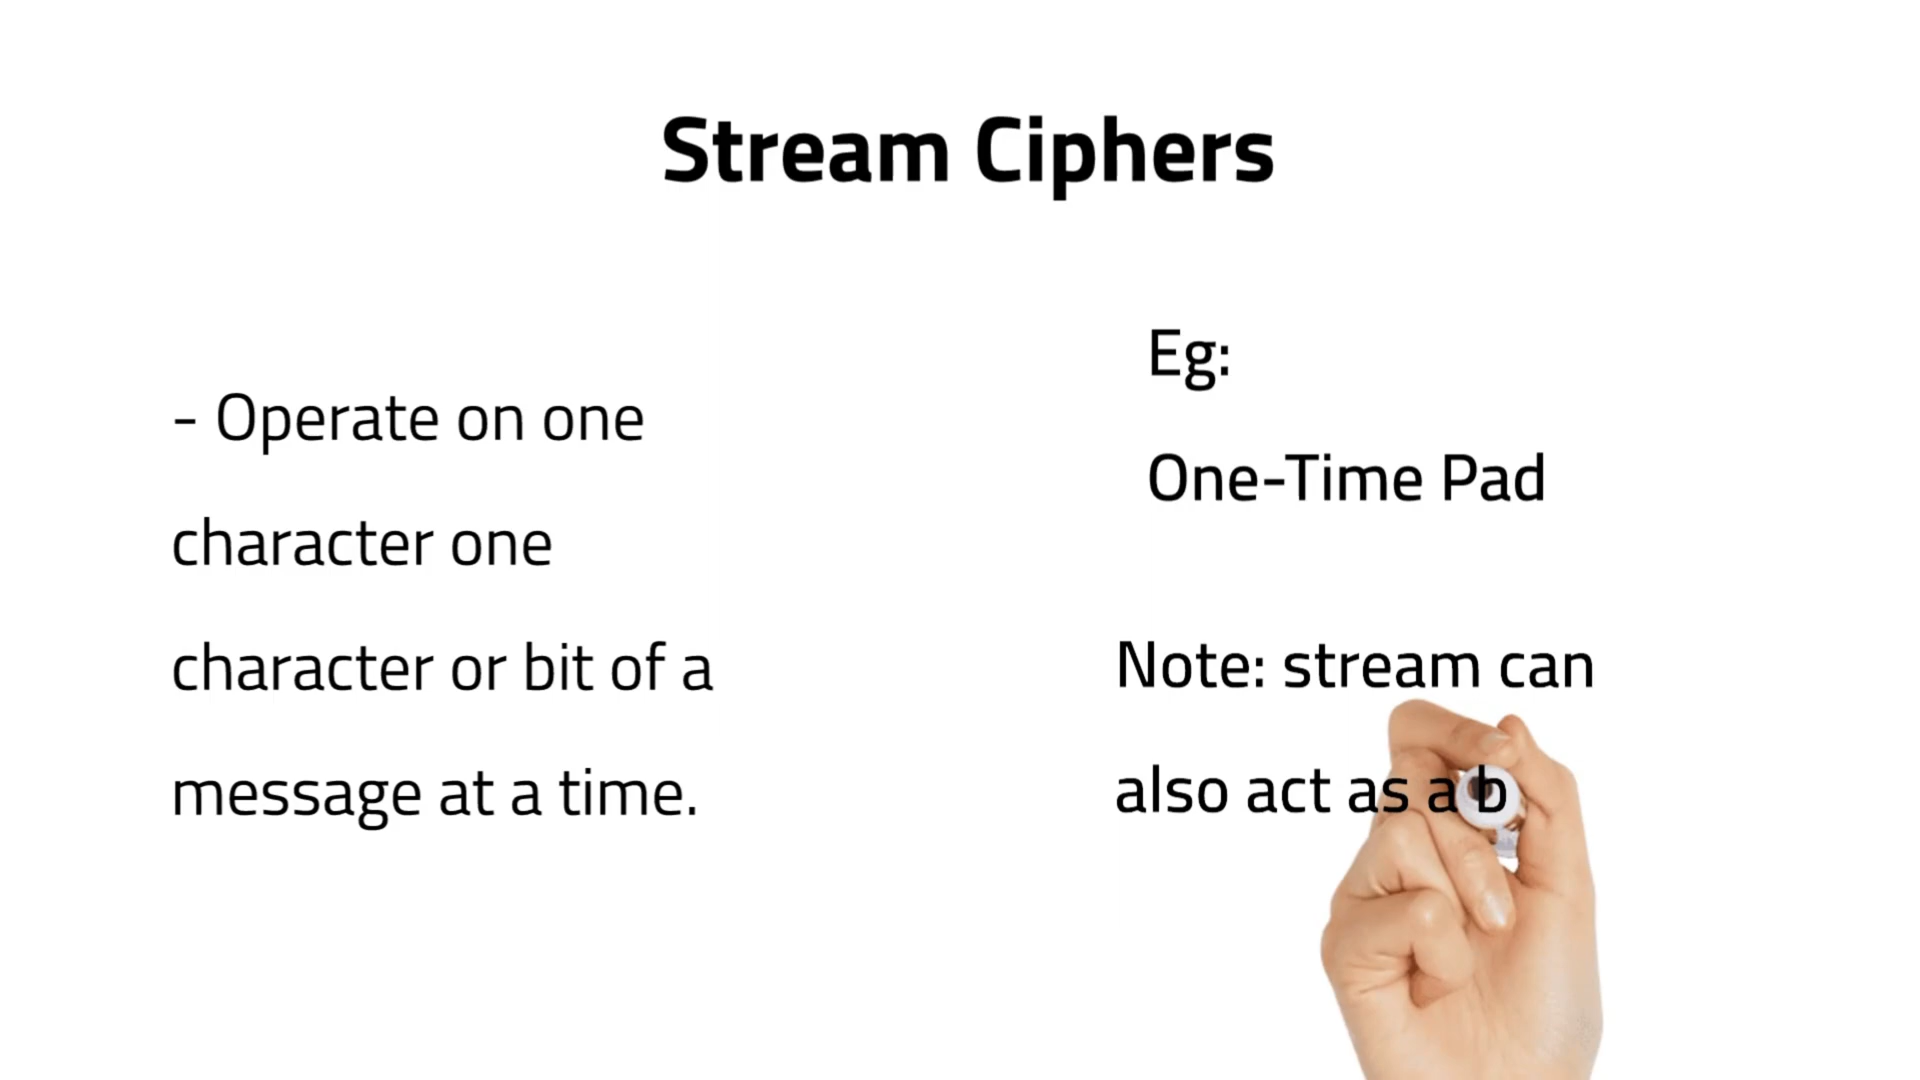 Stream Ciphers
- Operate on one
character one
character or bit of a
message at a time.
Eg:
One-Time Pad
Note: stream can
also act as a b